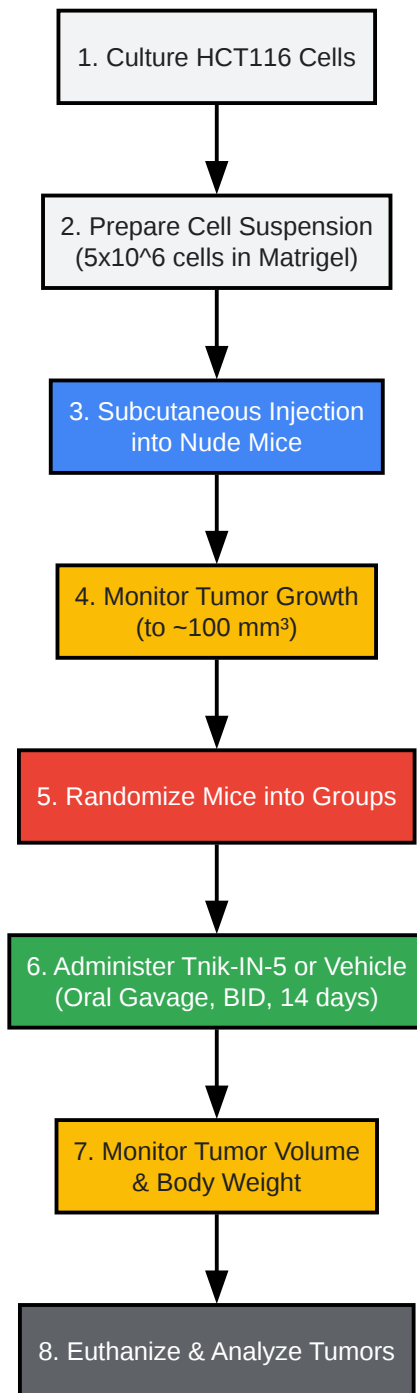 1. Culture HCT116 Cells
2. Prepare Cell Suspension
(5x10^6 cells in Matrigel)
3. Subcutaneous Injection
into Nude Mice
4. Monitor Tumor Growth
(to ~100 mm³)
5. Randomize Mice into Groups
6. Administer Tnik-IN-5 or Vehicle
(Oral Gavage, BID, 14 days)
7. Monitor Tumor Volume
& Body Weight
8. Euthanize & Analyze Tumors